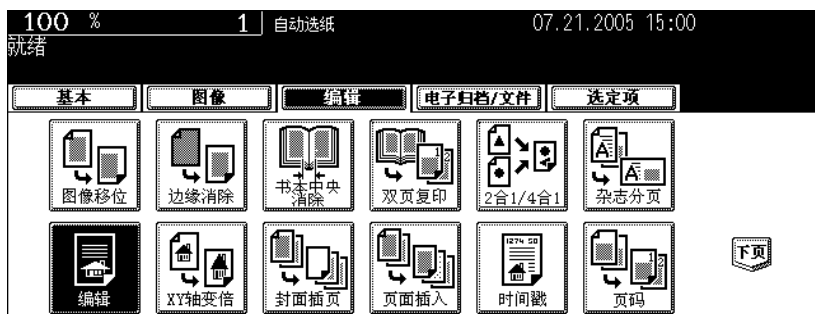 100 % 1 自动选纸 07.21.2005 15:00
就绪
基本 图像 编辑 电子归档/文件 选定项
图像移位 边缘消除 书本中央消除 双页复印 2合1/4合1 杂志分页
下页
编辑 XY轴变倍 封面插页 页面插入 时间戳 页码